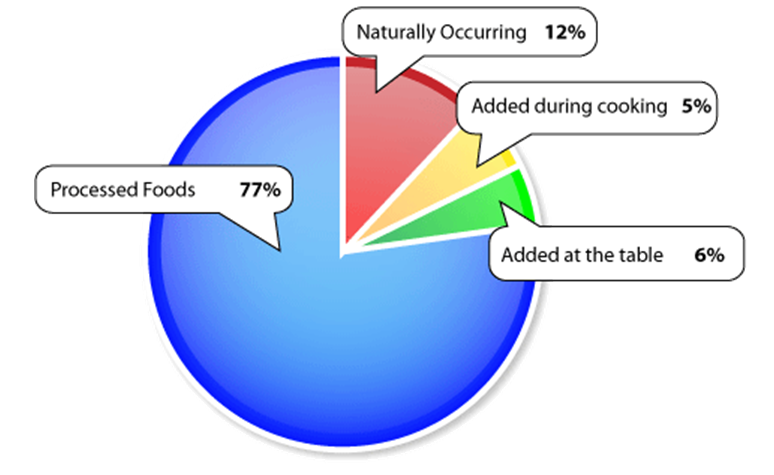 Naturally Occurring 12%
Added during cooking 5%
Processed Foods 77%
Added at the table 6%